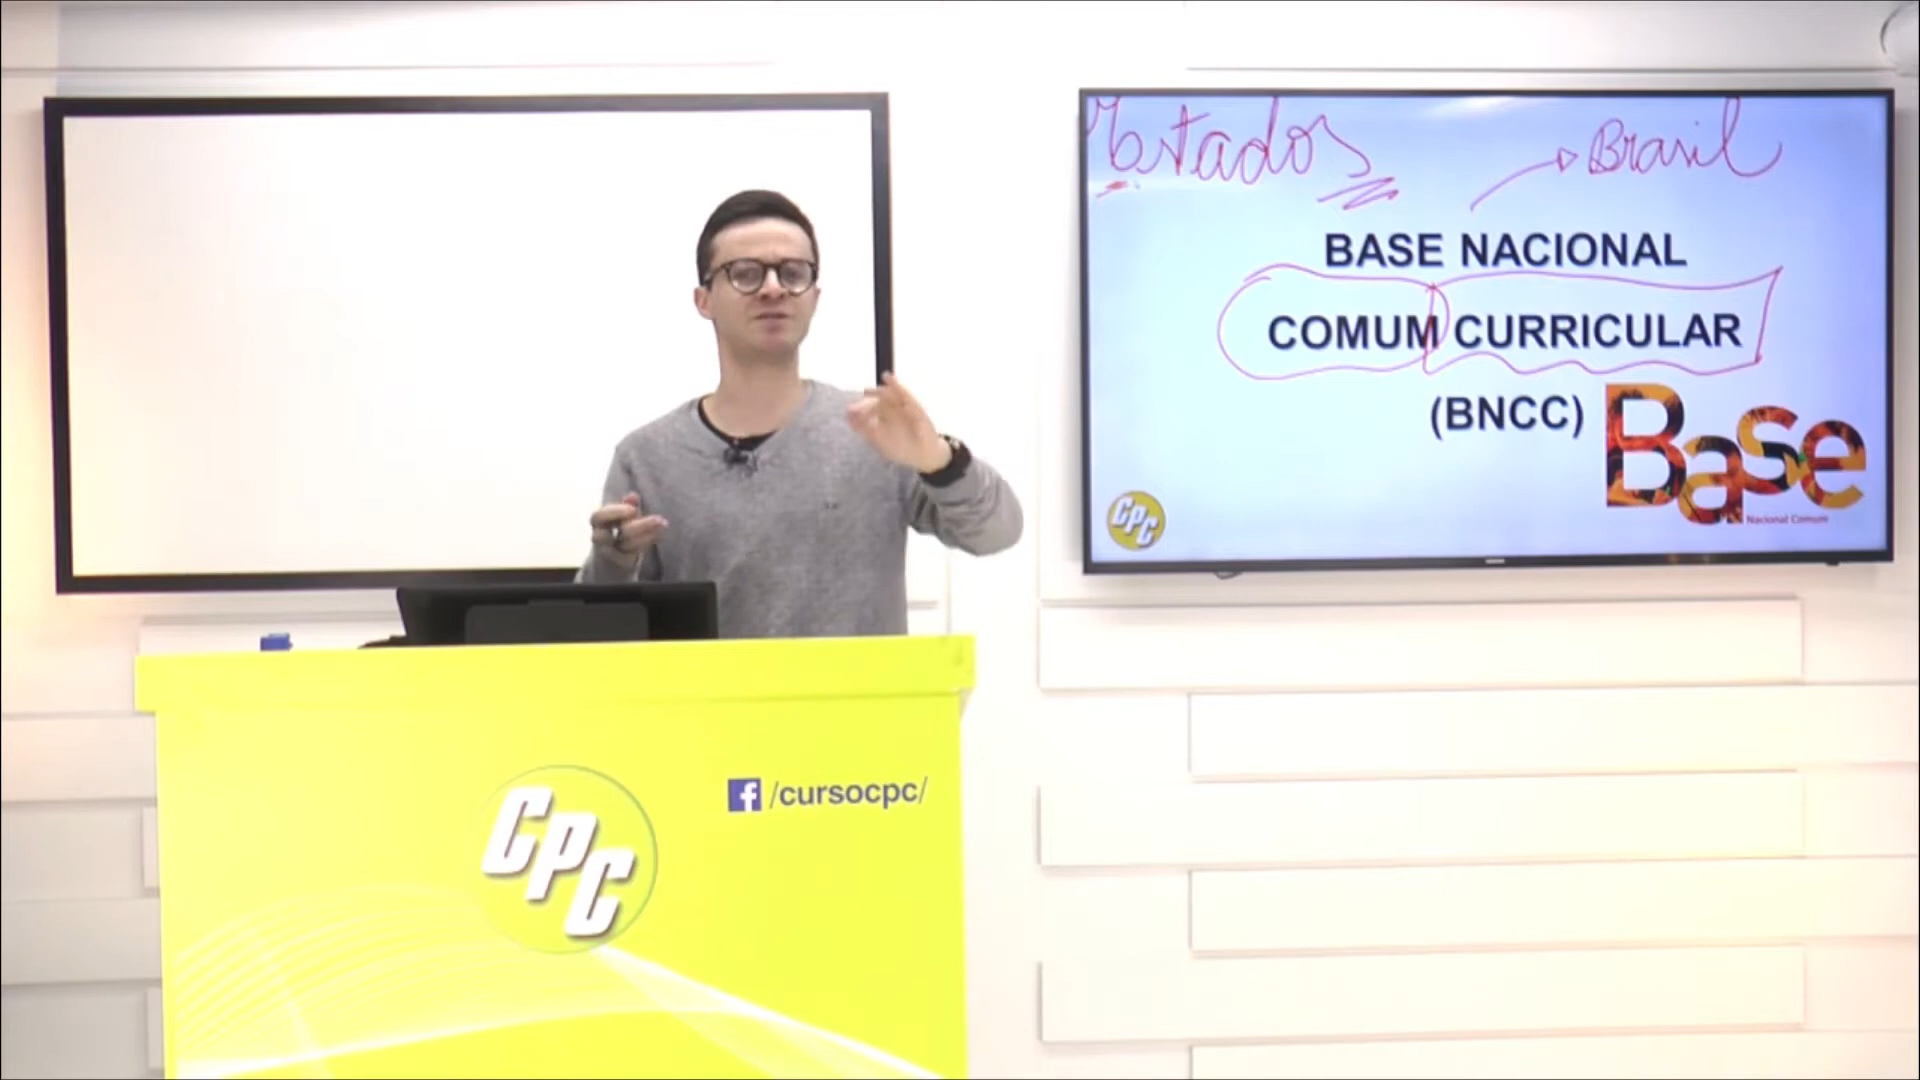 Estados
Brasil
BASE NACIONAL
COMUM CURRICULAR
(BNCC)
Base
Nacional Comum
CPC
/cursocpc/
CPC